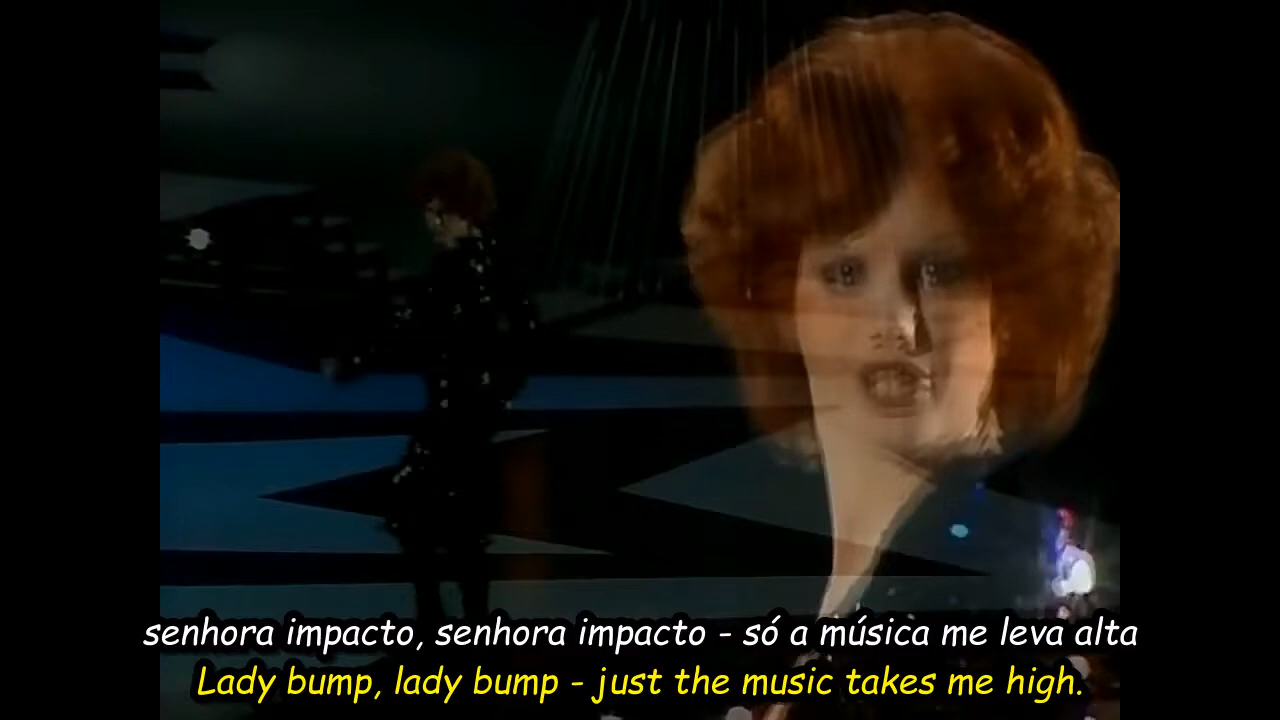 senhora impacto, senhora impacto - só a música me leva alta
Lady bump, lady bump - just the music takes me high.